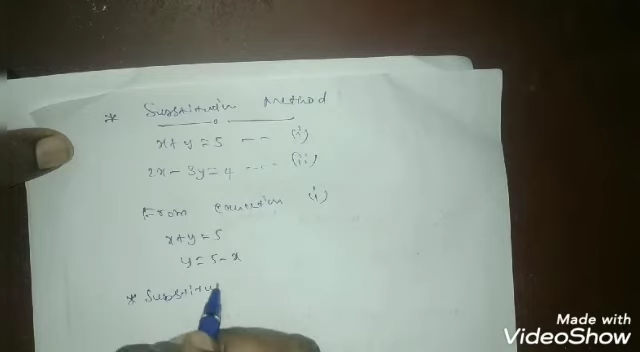 * Substitution Method
x + y = 5 --- (i)
2x - 3y = 4 ---- (ii)
From equation (i)
x + y = 5
y = 5 - x
* Substitu
Made with
VideoShow